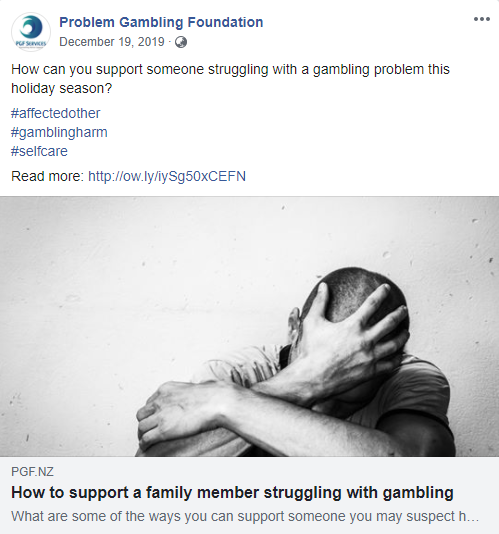 Problem Gambling Foundation
December 19, 2019 ·
PGF SERVICES
How can you support someone struggling with a gambling problem this
holiday season?
#affectedother
#gamblingharm
#selfcare
Read more: http://ow.ly/iySg50xCEFN
PGF.NZ
How to support a family member struggling with gambling
What are some of the ways you can support someone you may suspect h...